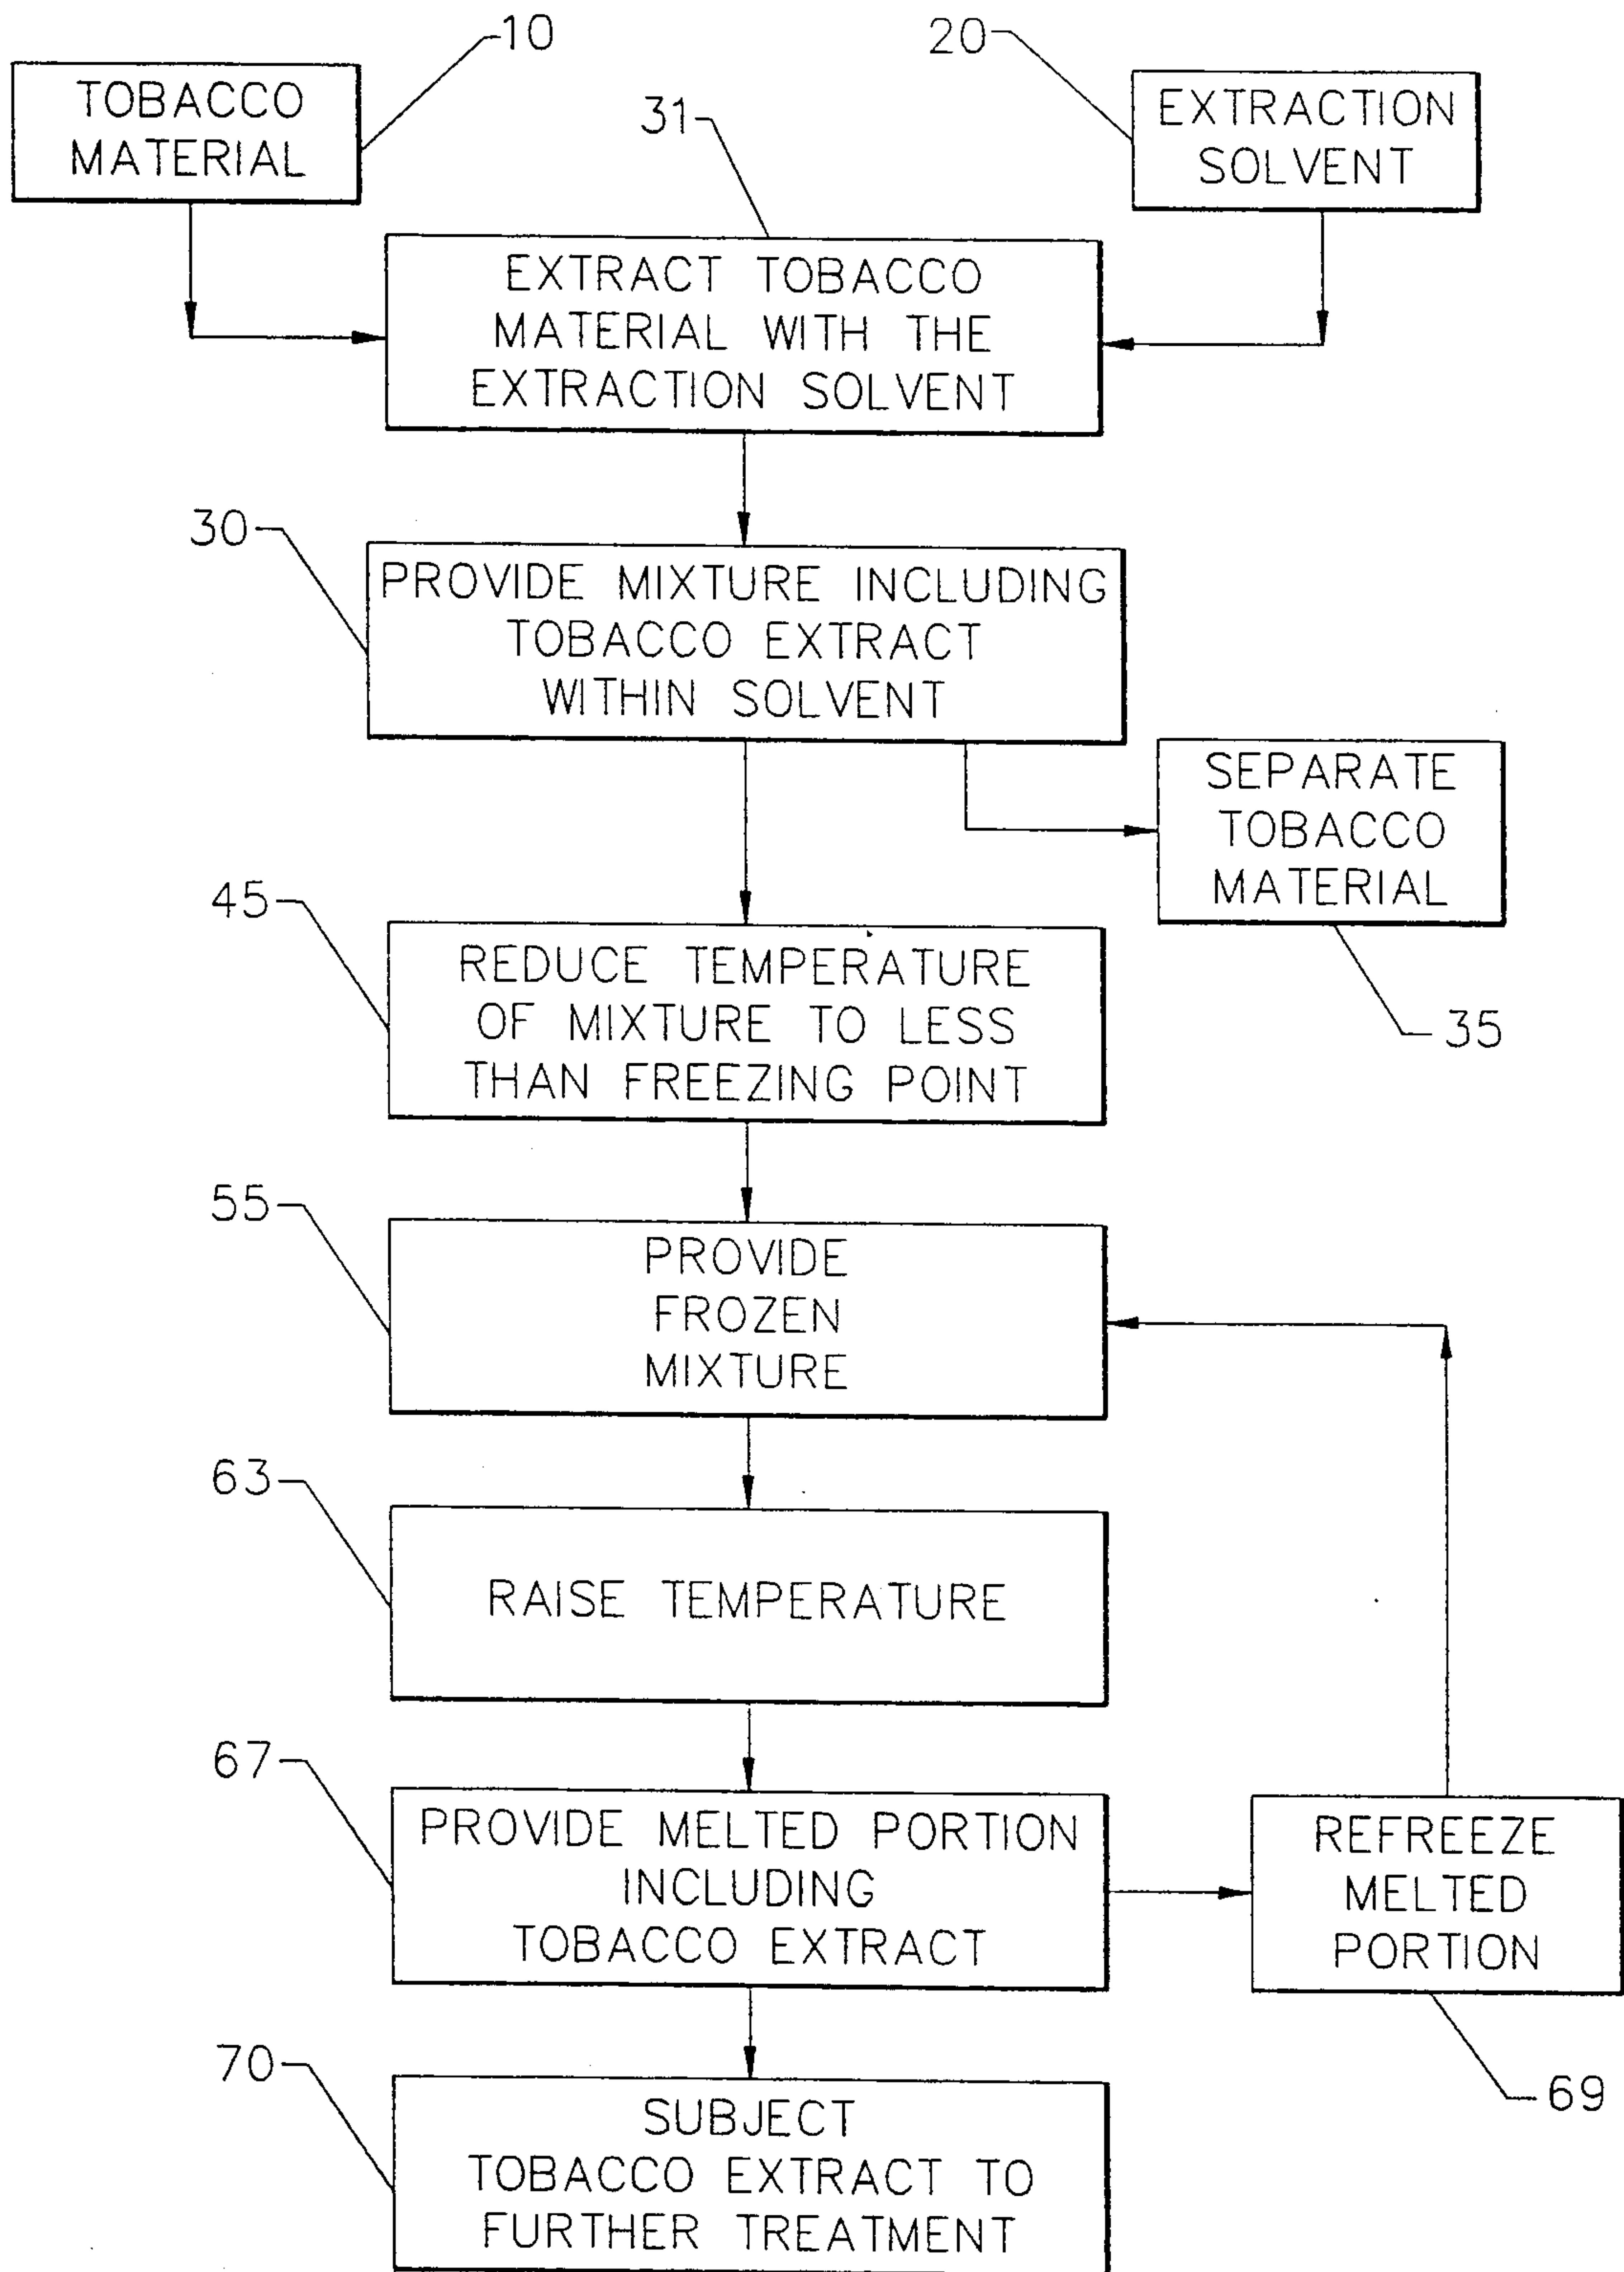 10
20
TOBACCO
MATERIAL
EXTRACTION
SOLVENT
31
EXTRACT TOBACCO
MATERIAL WITH THE
EXTRACTION SOLVENT
30
PROVIDE MIXTURE INCLUDING
TOBACCO EXTRACT
WITHIN SOLVENT
SEPARATE
TOBACCO
MATERIAL
35
45
REDUCE TEMPERATURE
OF MIXTURE TO LESS
THAN FREEZING POINT
55
PROVIDE
FROZEN
MIXTURE
63
RAISE TEMPERATURE
67
PROVIDE MELTED PORTION
INCLUDING
TOBACCO EXTRACT
REFREEZE
MELTED
PORTION
69
70
SUBJECT
TOBACCO EXTRACT TO
FURTHER TREATMENT